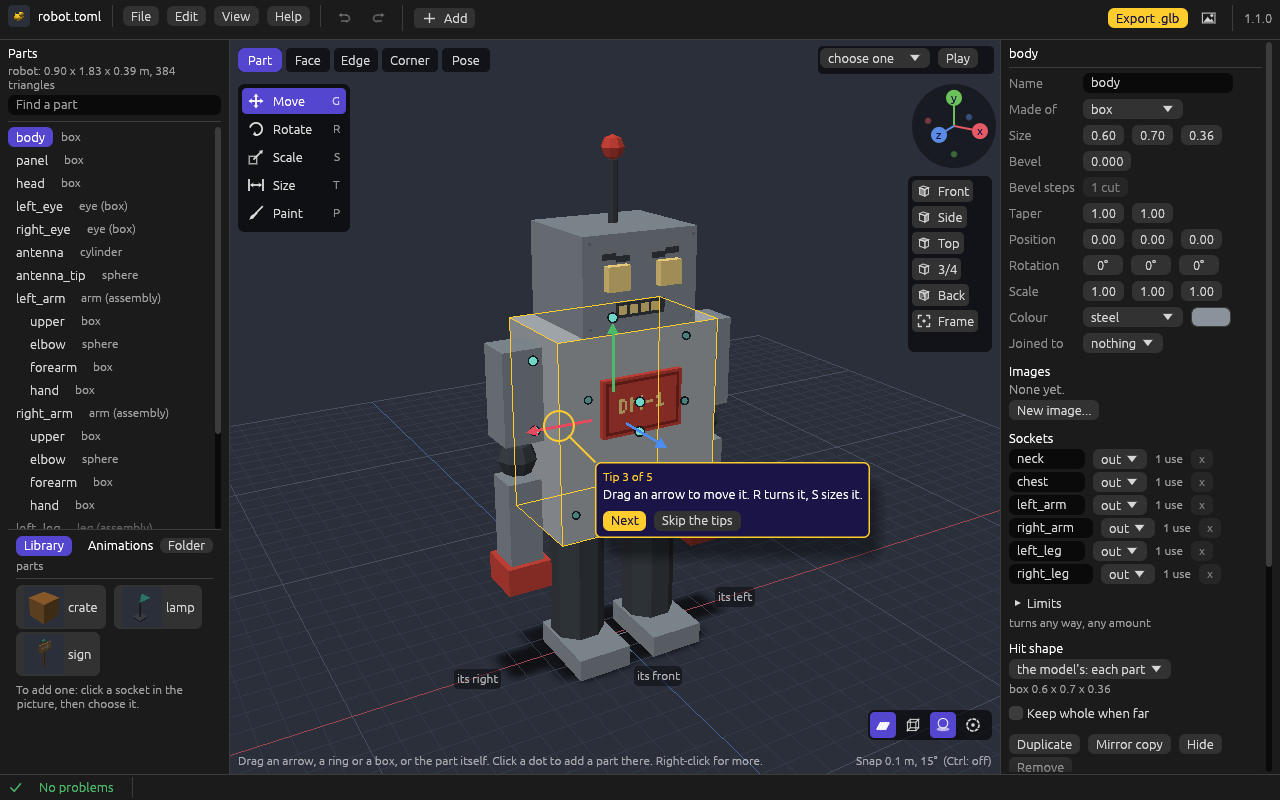 robot.toml File Edit View Help Add Export .glb 1.1.0
Parts
robot: 0.90 x 1.83 x 0.39 m, 384
triangles
Find a part
body box
panel box
head box
left_eye eye (box)
right_eye eye (box)
antenna cylinder
antenna_tip sphere
left_arm arm (assembly)
upper box
elbow sphere
forearm box
hand box
right_arm arm (assembly)
upper box
elbow sphere
forearm box
hand box
left_leg leg (assembly)
Library Animations Folder
parts
crate lamp
sign
To add one: click a socket in the
picture, then choose it.
Part Face Edge Corner Pose
choose one Play
Move G
Rotate R
Scale S
Size T
Paint P
y
x
z
Front
Side
Top
3/4
Back
Frame
Tip 3 of 5
Drag an arrow to move it. R turns it, S sizes it.
Next Skip the tips
its left
its right
its front
Drag an arrow, a ring or a box, or the part itself. Click a dot to add a part there. Right-click for more.
Snap 0.1 m, 15° (Ctrl: off)
body
Name body
Made of box
Size 0.60 0.70 0.36
Bevel 0.000
Bevel steps 1 cut
Taper 1.00 1.00
Position 0.00 0.00 0.00
Rotation 0° 0° 0°
Scale 1.00 1.00 1.00
Colour steel
Joined to nothing
Images
None yet.
New image...
Sockets
neck out 1 use x
chest out 1 use x
left_arm out 1 use x
right_arm out 1 use x
left_leg out 1 use x
right_leg out 1 use x
Limits
turns any way, any amount
Hit shape
the model's: each part
box 0.6 x 0.7 x 0.36
Keep whole when far
Duplicate Mirror copy Hide
Remove
No problems